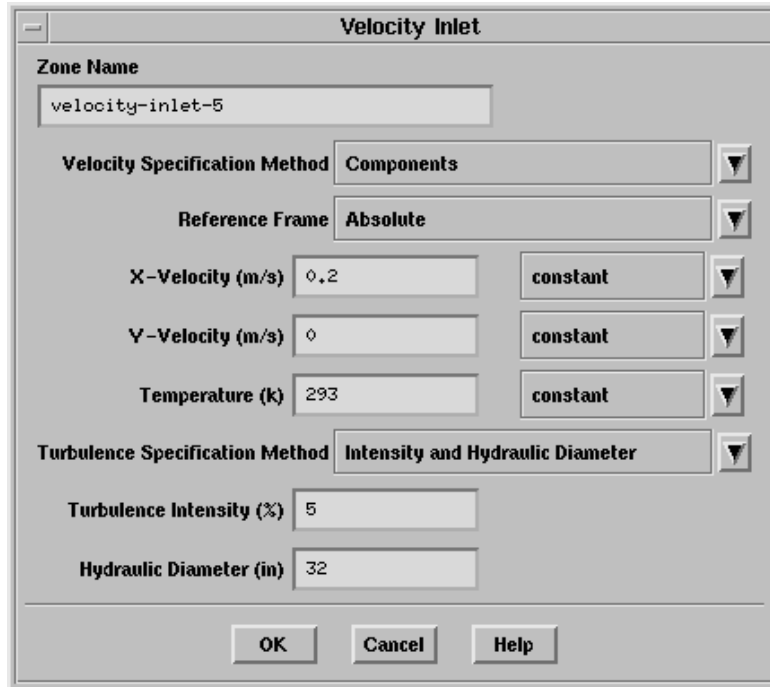 Velocity Inlet
Zone Name
velocity-inlet-5
Velocity Specification Method Components
Reference Frame Absolute
X-Velocity (m/s) 0.2 constant
Y-Velocity (m/s) 0 constant
Temperature (k) 293 constant
Turbulence Specification Method Intensity and Hydraulic Diameter
Turbulence Intensity (%) 5
Hydraulic Diameter (in) 32
OK Cancel Help